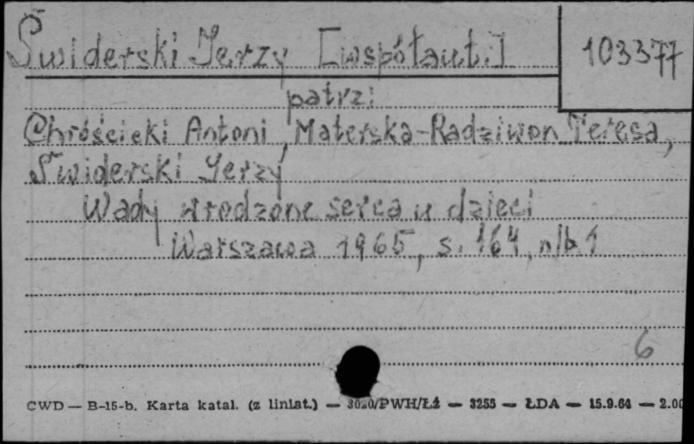 Świderski Jerzy [współaut.] 103377
patrz:
Chróścicki Antoni, Materska-Radziwon Teresa,
Świderski Jerzy
Wady wrodzone serca u dzieci
Warszawa 1965, s. 164, nlb. 1
6
CWD — B-15-b. Karta katal. (z liniat.) — 3020/PWH/Łż — 3255 — ŁDA — 15.9.64 — 2.00